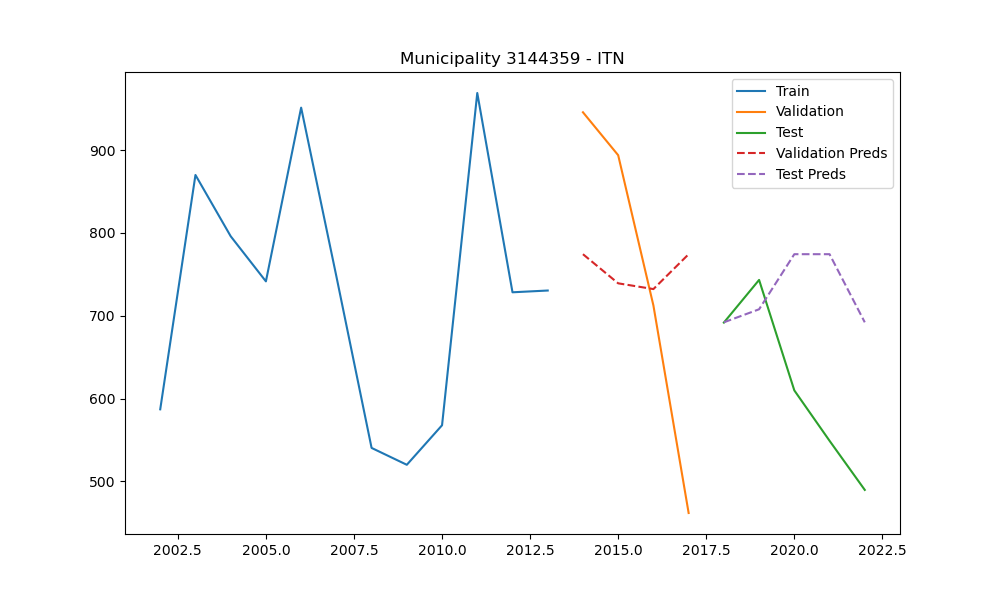 Municipality 3144359 - ITN
Train
Validation
Test
Validation Preds
Test Preds
900
800
700
600
500
2002.5 2005.0 2007.5 2010.0 2012.5 2015.0 2017.5 2020.0 2022.5